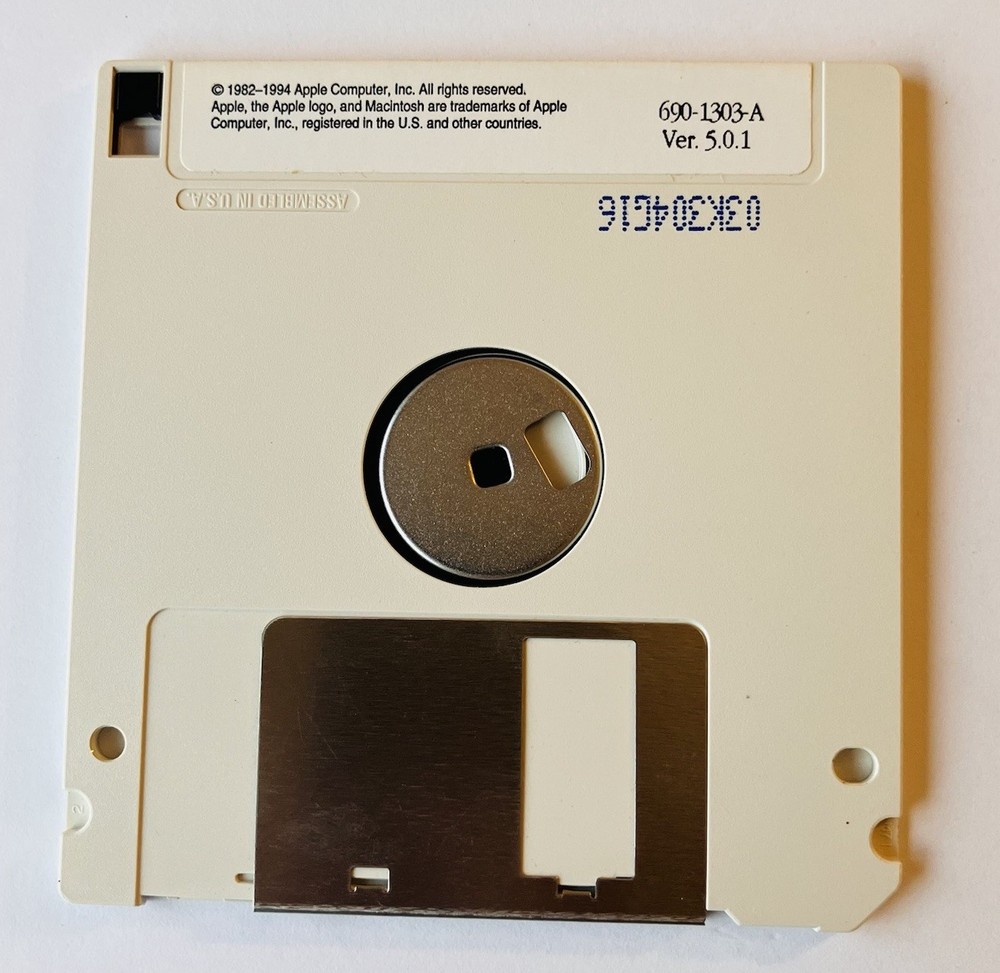 © 1982–1994 Apple Computer, Inc. All rights reserved.
Apple, the Apple logo, and Macintosh are trademarks of Apple
Computer, Inc., registered in the U.S. and other countries.
690-1303-A
Ver. 5.0.1
ASSEMBLED IN U.S.A.
03K304G16
2